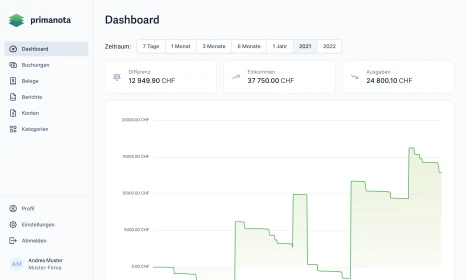 primanota
Dashboard
Buchungen
Belege
Berichte
Konten
Kategorien
Profil
Einstellungen
Abmelden
AM
Andrea Muster
Muster-Firma
Dashboard
Zeitraum: 7 Tage 1 Monat 3 Monate 6 Monate 1 Jahr 2021 2022
Differenz
12 949.90 CHF
Einkommen
37 750.00 CHF
Ausgaben
24 800.10 CHF
20000.00 CHF
15000.00 CHF
10000.00 CHF
5000.00 CHF
0.00 CHF